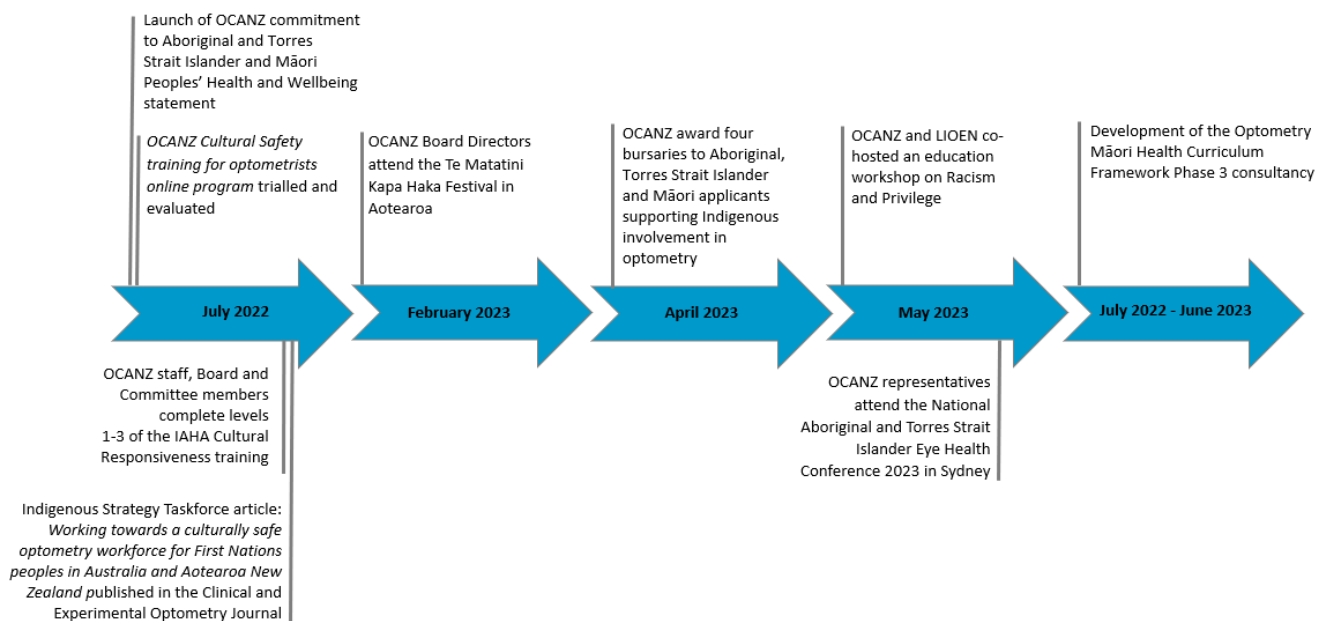 Launch of OCANZ commitment
to Aboriginal and Torres
Strait Islander and Māori
Peoples’ Health and Wellbeing
statement
OCANZ Cultural Safety
training for optometrists
online program trialled and
evaluated
OCANZ Board Directors
attend the Te Matatini
Kapa Haka Festival in
Aotearoa
OCANZ award four
bursaries to Aboriginal,
Torres Strait Islander
and Māori applicants
supporting Indigenous
involvement in
optometry
OCANZ and LIOEN co-
hosted an education
workshop on Racism
and Privilege
Development of the Optometry
Māori Health Curriculum
Framework Phase 3 consultancy
July 2022
February 2023
April 2023
May 2023
July 2022 - June 2023
OCANZ staff, Board and
Committee members
complete levels
1-3 of the IAHA Cultural
Responsiveness training
Indigenous Strategy Taskforce article:
Working towards a culturally safe
optometry workforce for First Nations
peoples in Australia and Aotearoa New
Zealand published in the Clinical and
Experimental Optometry Journal
OCANZ representatives
attend the National
Aboriginal and Torres Strait
Islander Eye Health
Conference 2023 in Sydney